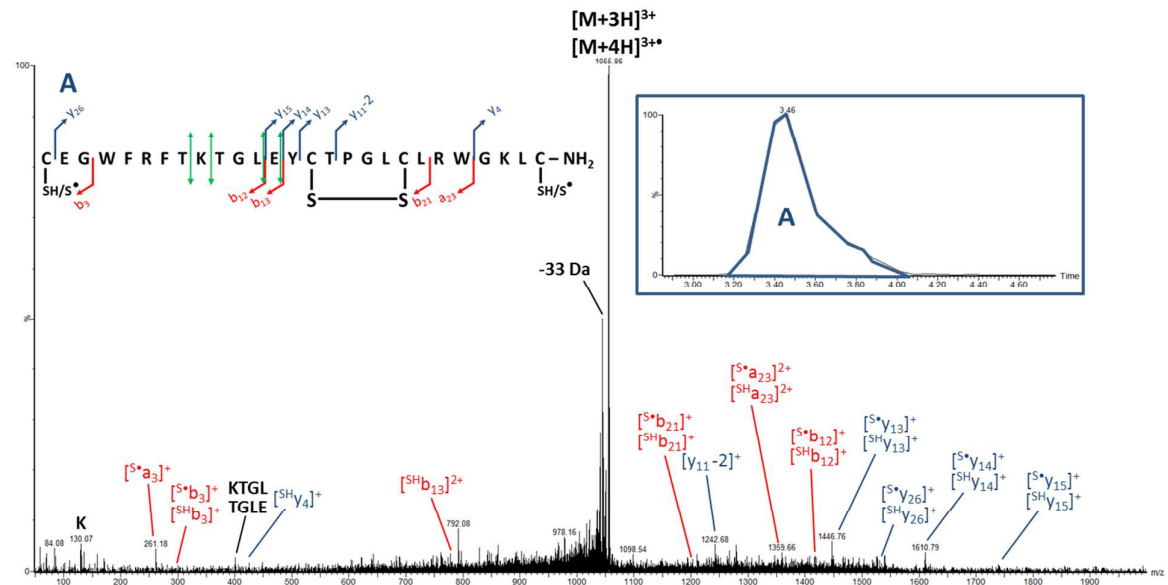 [M+3H]³⁺
[M+4H]³⁺•
1055.86
100
A
y₂₆
y₁₅
y₁₄
y₁₃
y₁₁-2
y₄
C E G W F R F T K T G L E Y C T P G L C L R W G K L C – NH₂
SH/S•
b₃
b₁₂
b₁₃
S
S
b₂₁
a₂₃
SH/S•
-33 Da
%
100
3.46
A
%
0
Time
3.00
3.20
3.40
3.60
3.80
4.00
4.20
4.40
4.60
[ˢ•a₃]⁺
[ˢ•b₃]⁺
[ˢᴴb₃]⁺
KTGL
TGLE
[ˢᴴy₄]⁺
[ˢᴴb₁₃]²⁺
[ˢ•b₂₁]⁺
[ˢᴴb₂₁]⁺
[y₁₁-2]⁺
[ˢ•a₂₃]²⁺
[ˢᴴa₂₃]²⁺
[ˢ•b₁₂]⁺
[ˢᴴb₁₂]⁺
[ˢ•y₁₃]⁺
[ˢᴴy₁₃]⁺
[ˢ•y₂₆]⁺
[ˢᴴy₂₆]⁺
[ˢ•y₁₄]⁺
[ˢᴴy₁₄]⁺
[ˢ•y₁₅]⁺
[ˢᴴy₁₅]⁺
K
84.08
130.07
261.18
792.08
978.16
1098.54
1242.68
1359.66
1446.76
1610.79
0
100
200
300
400
500
600
700
800
900
1000
1100
1200
1300
1400
1500
1600
1700
1800
1900
m/z